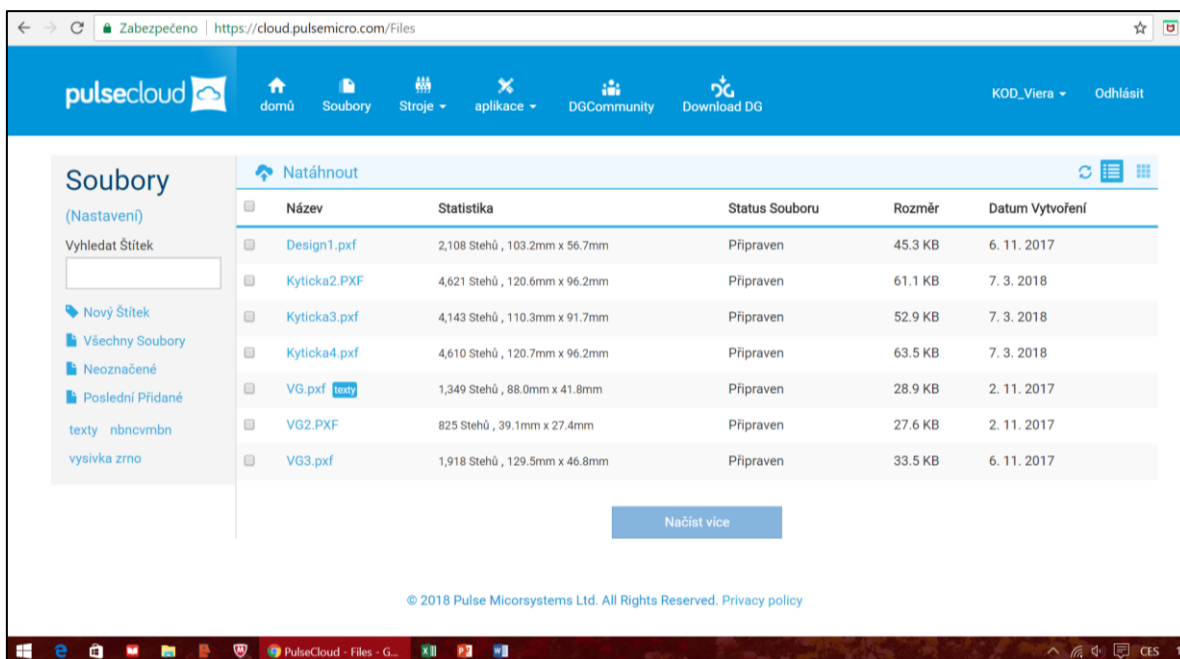 Zabezpečeno https://cloud.pulsemicro.com/Files
pulsecloud
domů Soubory Stroje aplikace DGCommunity Download DG KOD_Viera Odhlásit
Soubory
(Nastavení)
Vyhledat Štítek
Nový Štítek
Všechny Soubory
Neoznačené
Poslední Přidané
texty nbncvmbn
vysivka zrno
Natáhnout
Název Statistika Status Souboru Rozměr Datum Vytvoření
Design1.pxf 2,108 Stehů , 103.2mm x 56.7mm Připraven 45.3 KB 6. 11. 2017
Kyticka2.PXF 4,621 Stehů , 120.6mm x 96.2mm Připraven 61.1 KB 7. 3. 2018
Kyticka3.pxf 4,143 Stehů , 110.3mm x 91.7mm Připraven 52.9 KB 7. 3. 2018
Kyticka4.pxf 4,610 Stehů , 120.7mm x 96.2mm Připraven 63.5 KB 7. 3. 2018
VG.pxf texty 1,349 Stehů , 88.0mm x 41.8mm Připraven 28.9 KB 2. 11. 2017
VG2.PXF 825 Stehů , 39.1mm x 27.4mm Připraven 27.6 KB 2. 11. 2017
VG3.pxf 1,918 Stehů , 129.5mm x 46.8mm Připraven 33.5 KB 6. 11. 2017
Načíst více
© 2018 Pulse Micorsystems Ltd. All Rights Reserved. Privacy policy
PulseCloud - Files - G... CES